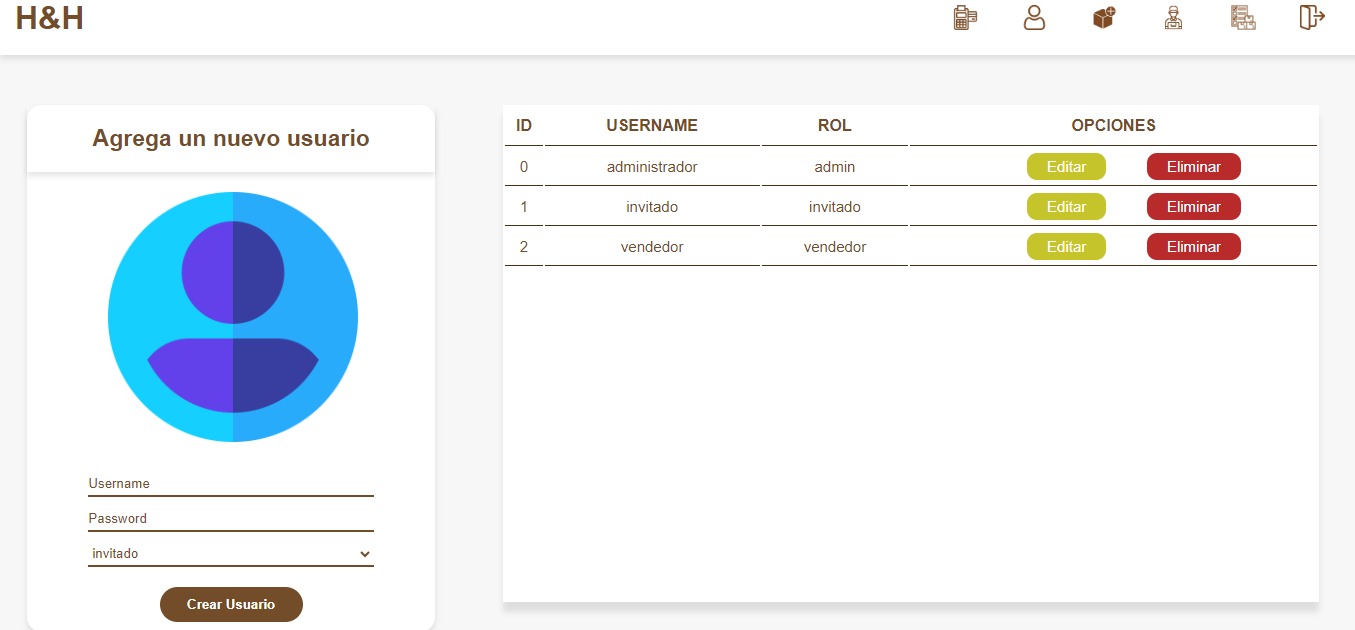 H&H
Agrega un nuevo usuario
Username
Password
invitado
Crear Usuario
ID USERNAME ROL OPCIONES
0 administrador admin Editar Eliminar
1 invitado invitado Editar Eliminar
2 vendedor vendedor Editar Eliminar